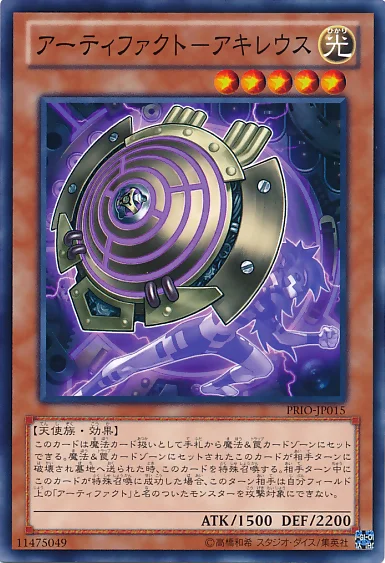 アーティファクト－アキレウス
光
PRIO-JP015
【天使族・効果】
このカードは魔法カード扱いとして手札から魔法＆罠カードゾーンにセット
できる。魔法＆罠カードゾーンにセットされたこのカードが相手ターンに
破壊され墓地へ送られた時、このカードを特殊召喚する。相手ターン中に
このカードが特殊召喚に成功した場合、このターン相手は自分フィールド
上の「アーティファクト」と名のついたモンスターを攻撃対象にできない。
ATK/1500 DEF/2200
11475049
©高橋和希 スタジオ・ダイス/集英社